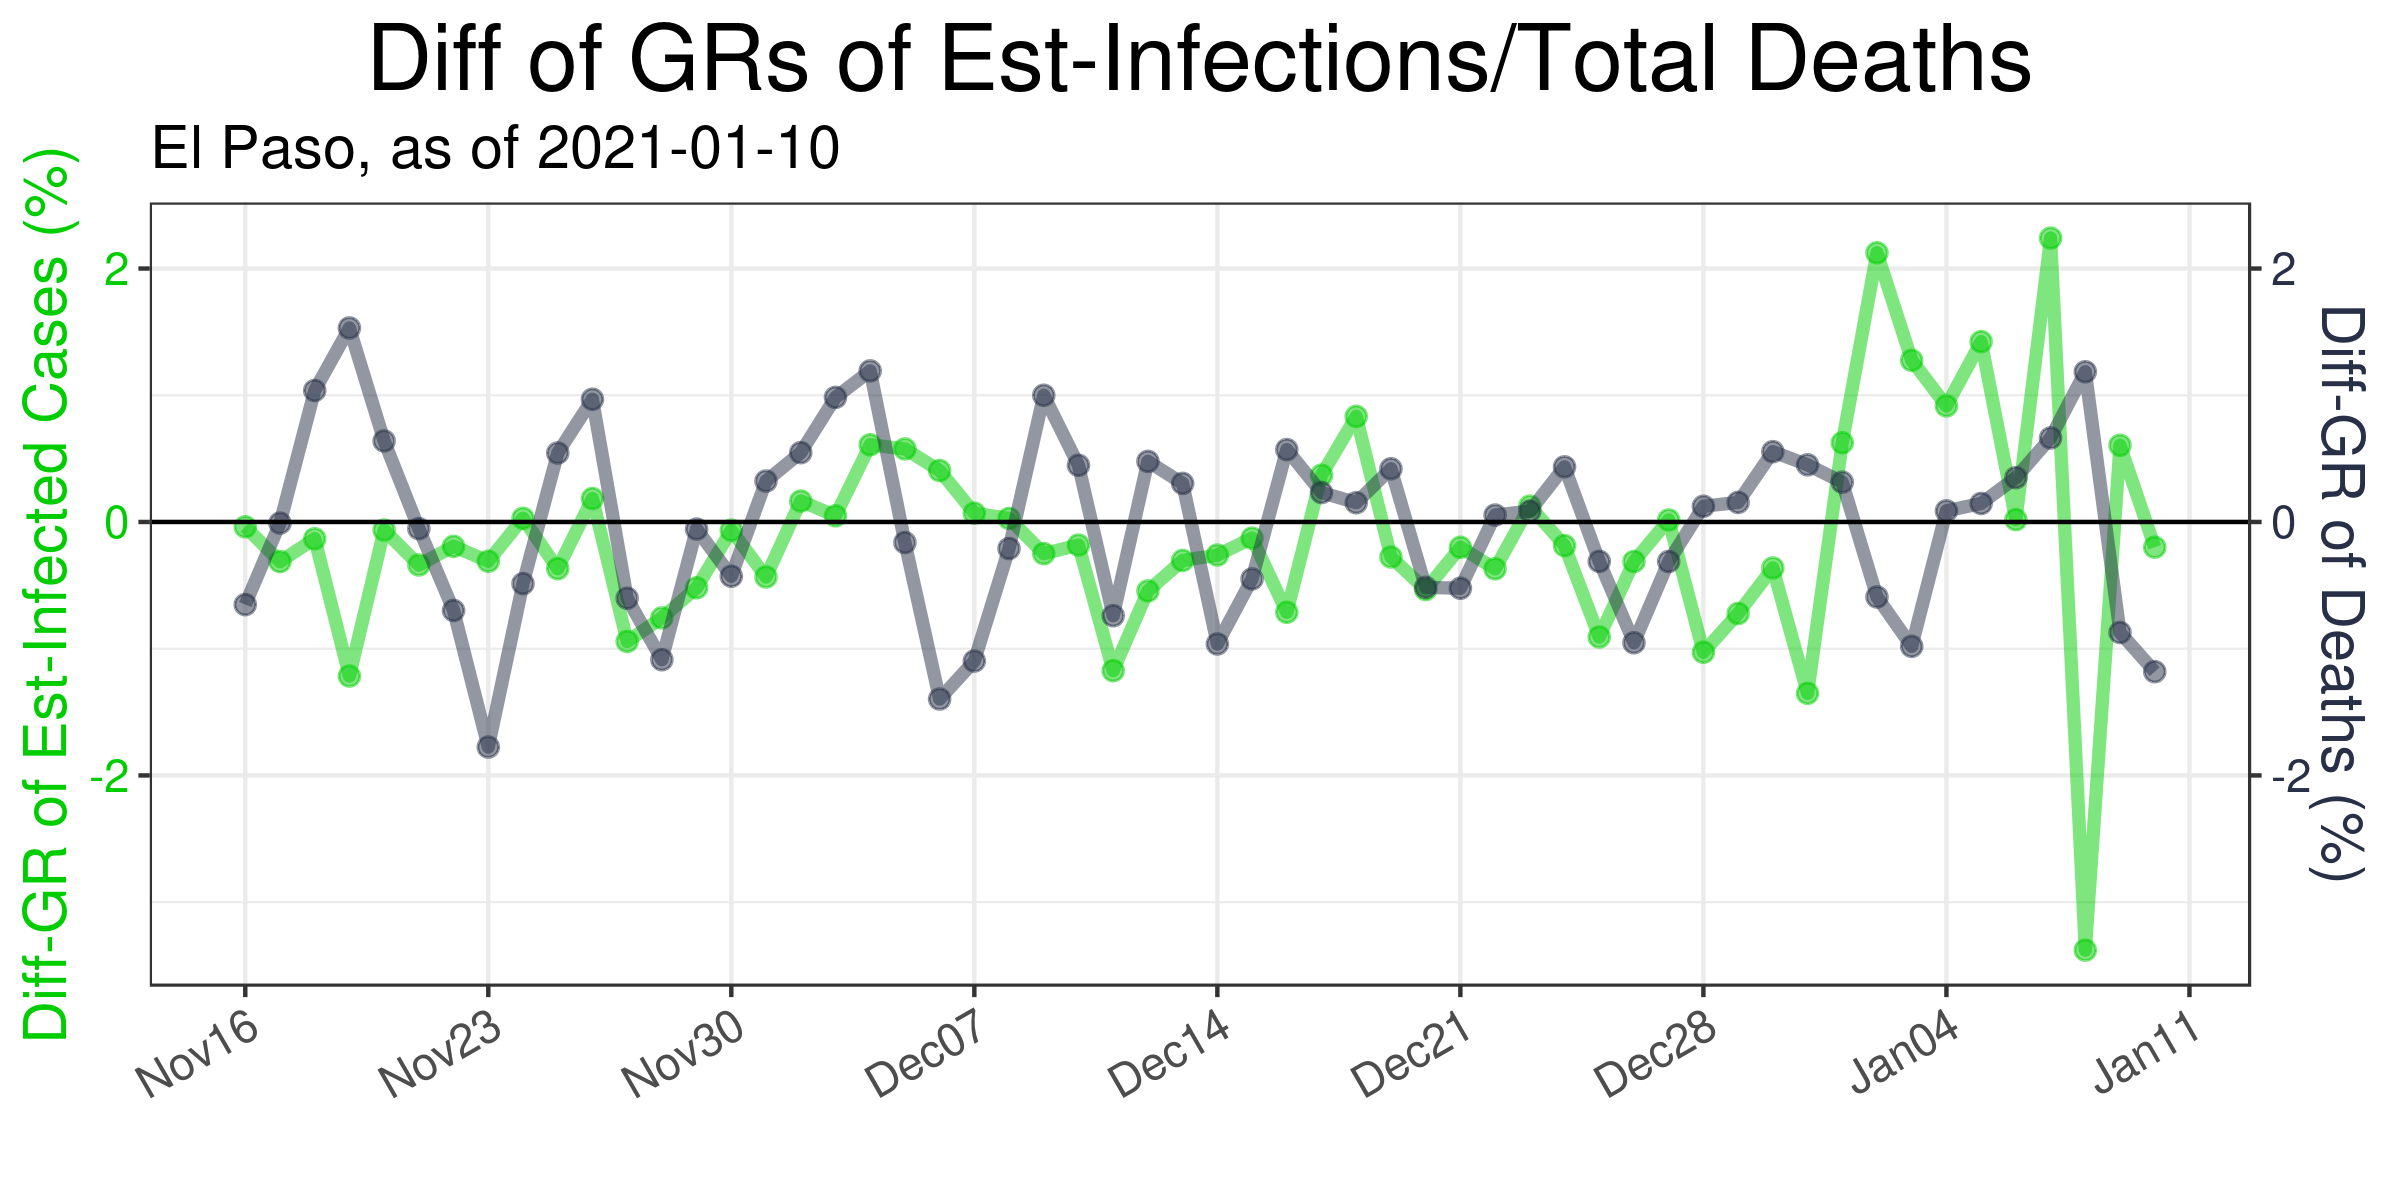 Diff of GRs of Est-Infections/Total Deaths
El Paso, as of 2021-01-10
Diff-GR of Est-Infected Cases (%)
2
0
-2
2
0
-2
Diff-GR of Deaths (%)
Nov16
Nov23
Nov30
Dec07
Dec14
Dec21
Dec28
Jan04
Jan11